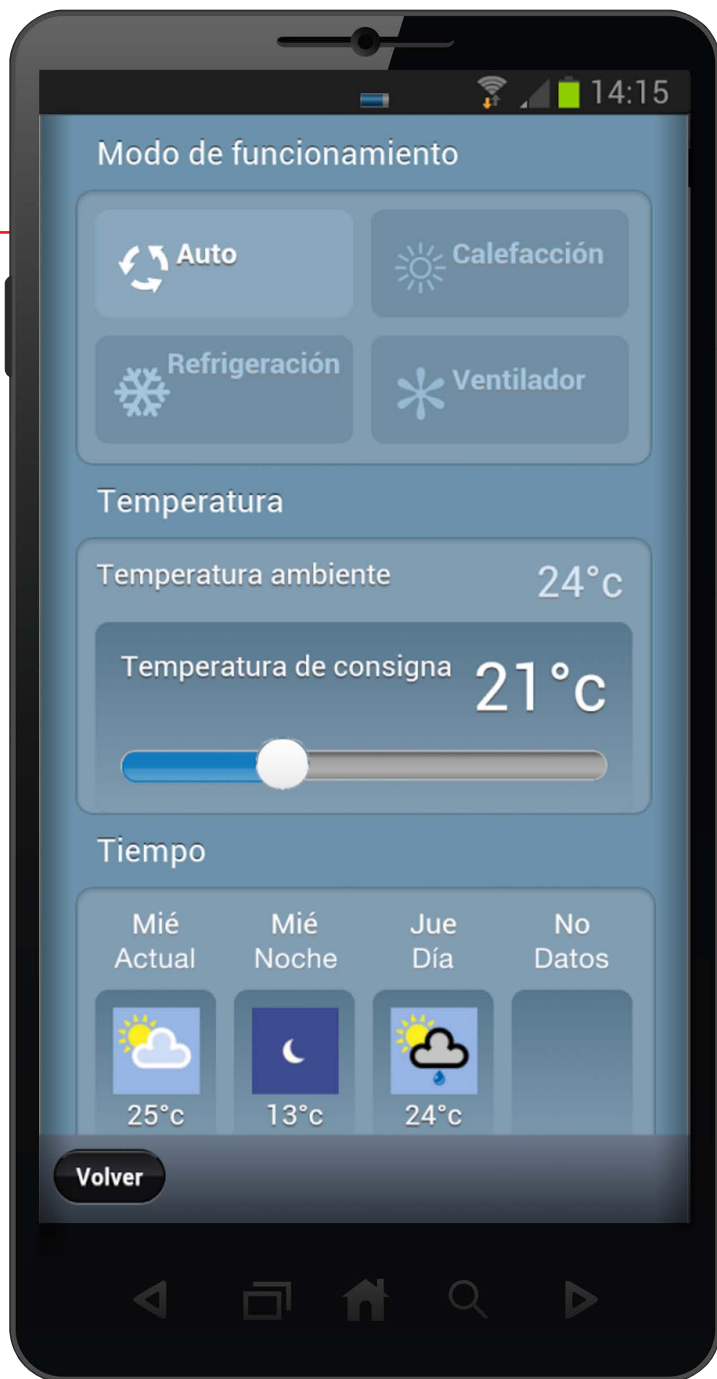 14:15
Modo de funcionamiento
Auto
Calefacción
Refrigeración
Ventilador
Temperatura
Temperatura ambiente 24°c
Temperatura de consigna 21°c
Tiempo
Mié Actual
Mié Noche
Jue Día
No Datos
25°c 13°c 24°c
Volver